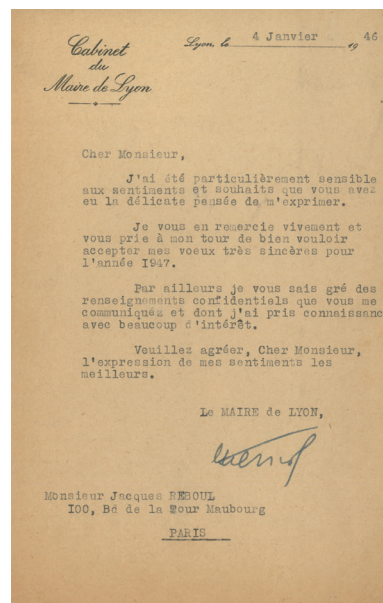 Cabinet
du
Maire de Lyon
Lyon, le 4 Janvier 19 46
Cher Monsieur,
J'ai été particulièrement sensible
aux sentiments et souhaits que vous avez
eu la délicate pensée de m'exprimer.
Je vous en remercie vivement et
vous prie à mon tour de bien vouloir
accepter mes voeux très sincères pour
l'année I947.
Par ailleurs je vous sais gré des
renseignements confidentiels que vous me
communiquez et dont j'ai pris connaissanc
avec beaucoup d'intérêt.
Veuillez agréer, Cher Monsieur,
l'expression de mes sentiments les
meilleurs.
Le MAIRE de LYON,
Monsieur Jacques REBOUL
I00, Bd de la Tour Maubourg
PARIS